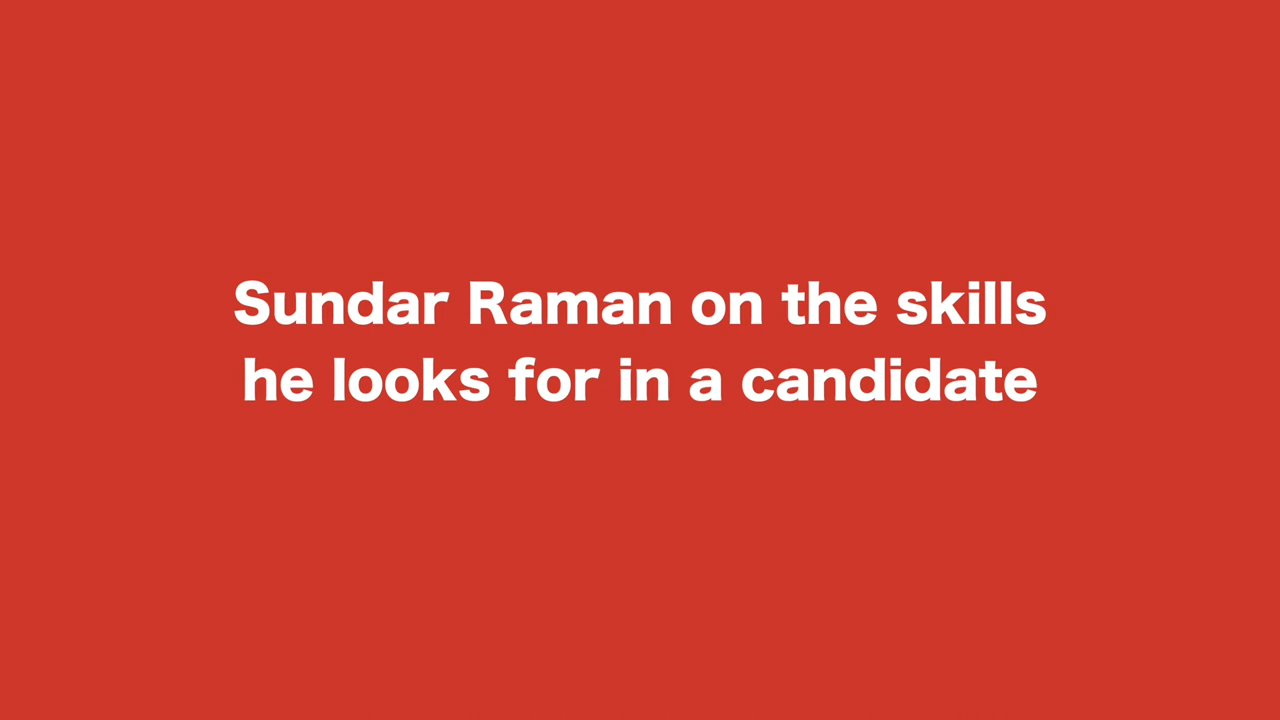 Sundar Raman on the skills
he looks for in a candidate